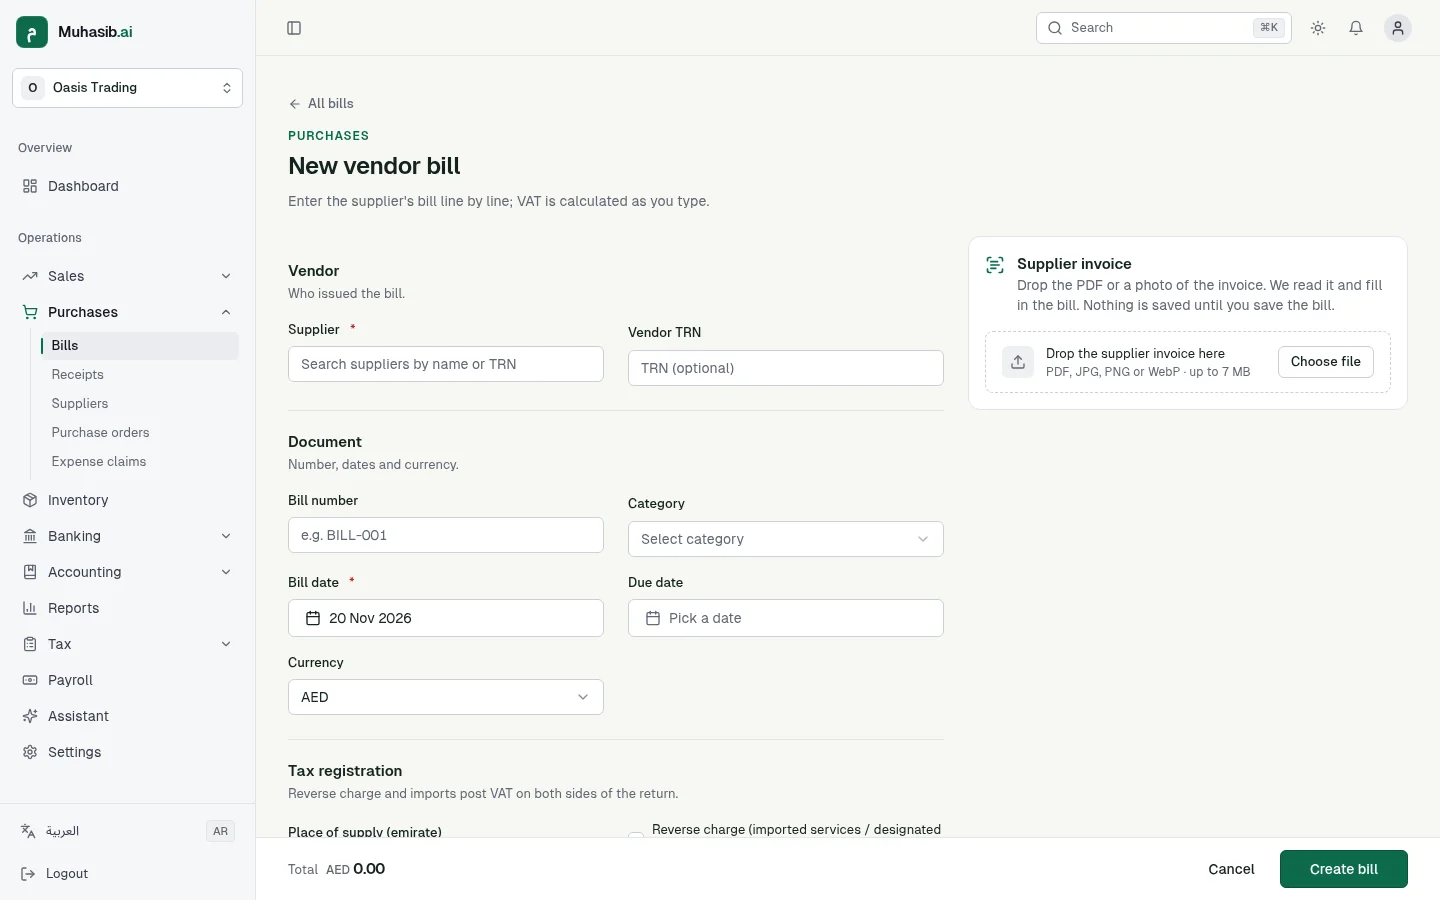 Muhasib.ai
O Oasis Trading
Overview
Dashboard
Operations
Sales
Purchases
Bills
Receipts
Suppliers
Purchase orders
Expense claims
Inventory
Banking
Accounting
Reports
Tax
Payroll
Assistant
Settings
العربية AR
Logout
Search ⌘K
All bills
PURCHASES
New vendor bill
Enter the supplier's bill line by line; VAT is calculated as you type.
Vendor
Who issued the bill.
Supplier *
Search suppliers by name or TRN
Vendor TRN
TRN (optional)
Document
Number, dates and currency.
Bill number
e.g. BILL-001
Category
Select category
Bill date *
20 Nov 2026
Due date
Pick a date
Currency
AED
Tax registration
Reverse charge and imports post VAT on both sides of the return.
Place of supply (emirate)
Reverse charge (imported services / designated
Supplier invoice
Drop the PDF or a photo of the invoice. We read it and fill
in the bill. Nothing is saved until you save the bill.
Drop the supplier invoice here
PDF, JPG, PNG or WebP · up to 7 MB
Choose file
Total AED 0.00
Cancel
Create bill